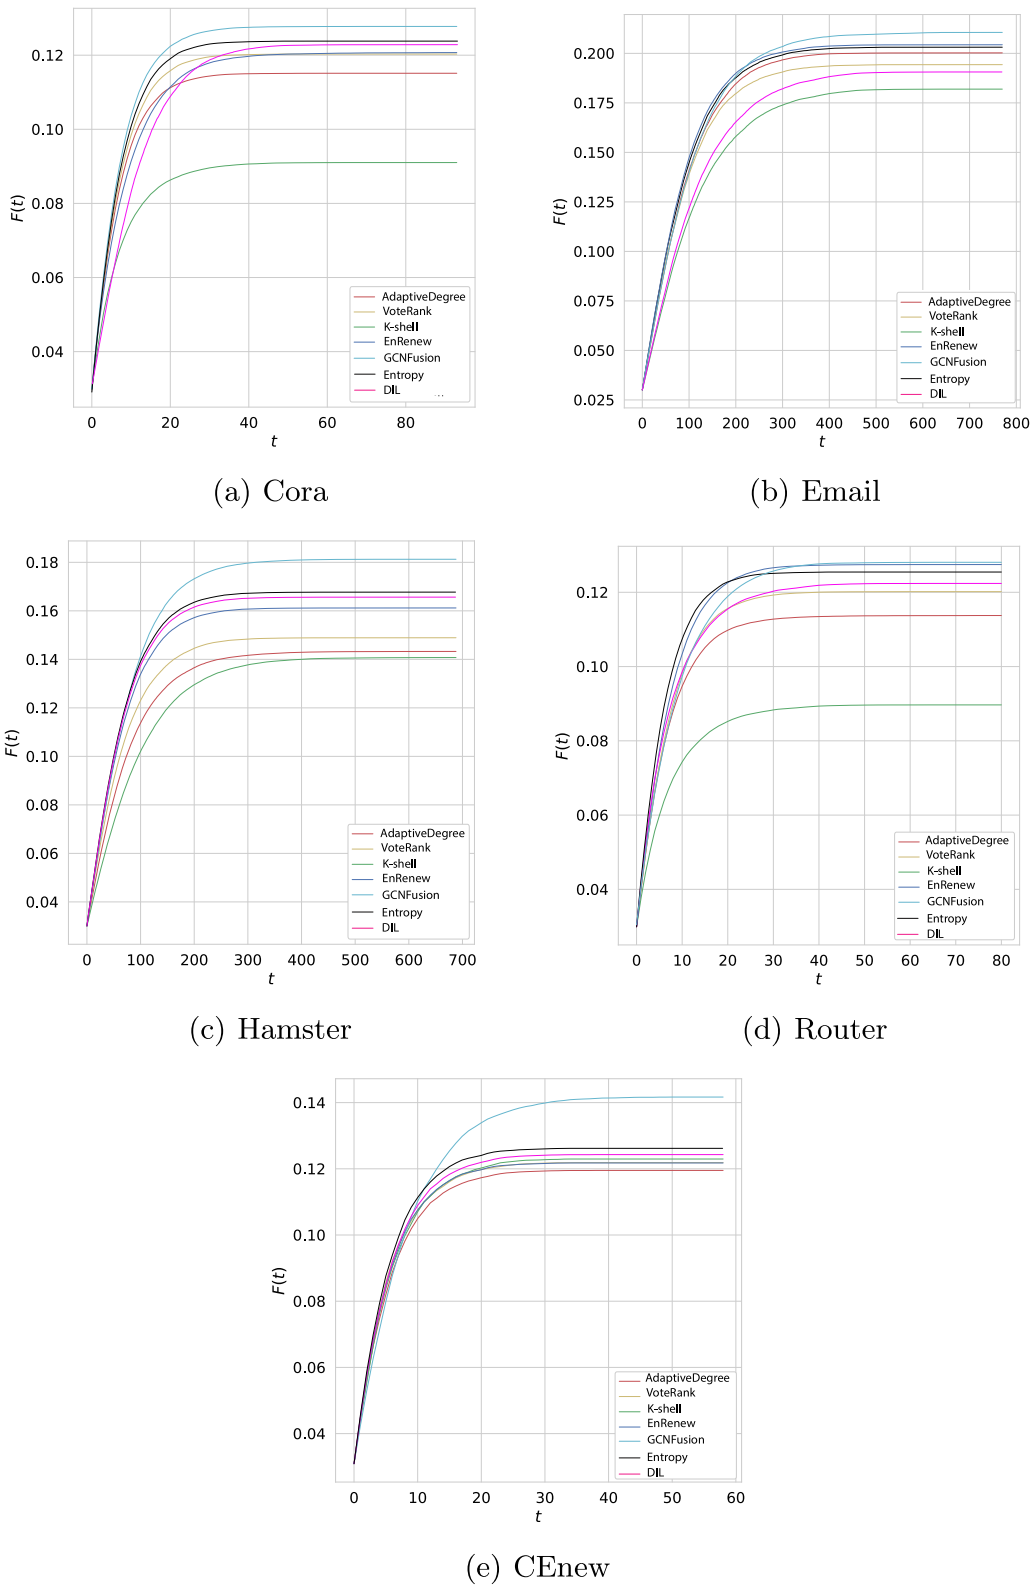 0.12
0.10
0.08
0.06
0.04
F(t)
AdaptiveDegree
VoteRank
K-shell
EnRenew
GCNFusion
Entropy
DIL
0 20 40 60 80
t
(a) Cora
0.200
0.175
0.150
0.125
0.100
0.075
0.050
0.025
F(t)
AdaptiveDegree
VoteRank
K-shell
EnRenew
GCNFusion
Entropy
DIL
0 100 200 300 400 500 600 700 800
t
(b) Email
0.18
0.16
0.14
0.12
0.10
0.08
0.06
0.04
F(t)
AdaptiveDegree
VoteRank
K-shell
EnRenew
GCNFusion
Entropy
DIL
0 100 200 300 400 500 600 700
t
(c) Hamster
0.12
0.10
0.08
0.06
0.04
F(t)
AdaptiveDegree
VoteRank
K-shell
EnRenew
GCNFusion
Entropy
DIL
0 10 20 30 40 50 60 70 80
t
(d) Router
0.14
0.12
0.10
0.08
0.06
0.04
F(t)
AdaptiveDegree
VoteRank
K-shell
EnRenew
GCNFusion
Entropy
DIL
0 10 20 30 40 50 60
t
(e) CEnew